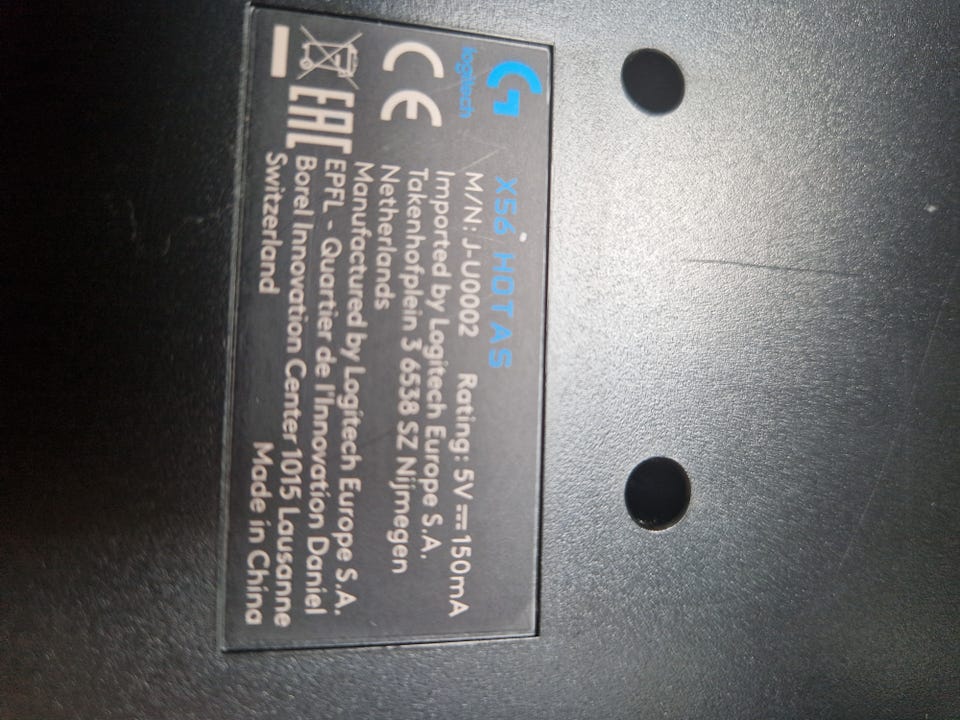 logitech
X56 HOTAS
M/N: J-U0002 Rating: 5V ⎓ 150mA
Imported by Logitech Europe S.A.
Takenhofplein 3 6538 SZ Nijmegen
Netherlands
Manufactured by Logitech Europe S.A.
EPFL - Quartier de l'Innovation Daniel
Borel Innovation Center 1015 Lausanne
Switzerland
Made in China
CE
EAC